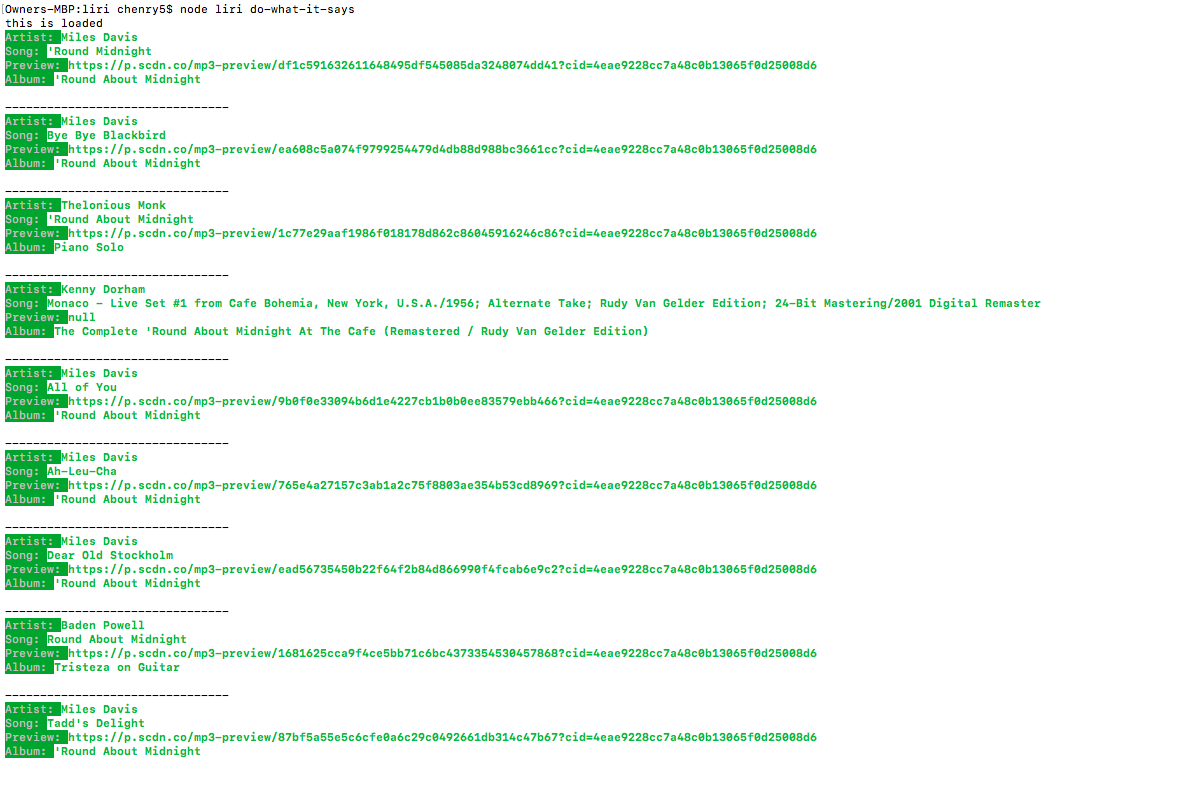 [Owners-MBP:liri chenry5$ node liri do-what-it-says
this is loaded
Artist: Miles Davis
Song: 'Round Midnight
Preview: https://p.scdn.co/mp3-preview/df1c591632611648495df545085da3248074dd41?cid=4eae9228cc7a48c0b13065f0d25008d6
Album: 'Round About Midnight
--------------------------------
Artist: Miles Davis
Song: Bye Bye Blackbird
Preview: https://p.scdn.co/mp3-preview/ea608c5a074f9799254479d4db88d988bc3661cc?cid=4eae9228cc7a48c0b13065f0d25008d6
Album: 'Round About Midnight
--------------------------------
Artist: Thelonious Monk
Song: 'Round About Midnight
Preview: https://p.scdn.co/mp3-preview/1c77e29aaf1986f018178d862c86045916246c86?cid=4eae9228cc7a48c0b13065f0d25008d6
Album: Piano Solo
--------------------------------
Artist: Kenny Dorham
Song: Monaco - Live Set #1 from Cafe Bohemia, New York, U.S.A./1956; Alternate Take; Rudy Van Gelder Edition; 24-Bit Mastering/2001 Digital Remaster
Preview: null
Album: The Complete 'Round About Midnight At The Cafe (Remastered / Rudy Van Gelder Edition)
--------------------------------
Artist: Miles Davis
Song: All of You
Preview: https://p.scdn.co/mp3-preview/9b0f0e33094b6d1e4227cb1b0b0ee83579ebb466?cid=4eae9228cc7a48c0b13065f0d25008d6
Album: 'Round About Midnight
--------------------------------
Artist: Miles Davis
Song: Ah-Leu-Cha
Preview: https://p.scdn.co/mp3-preview/765e4a27157c3ab1a2c75f8803ae354b53cd8969?cid=4eae9228cc7a48c0b13065f0d25008d6
Album: 'Round About Midnight
--------------------------------
Artist: Miles Davis
Song: Dear Old Stockholm
Preview: https://p.scdn.co/mp3-preview/ead56735450b22f64f2b84d866990f4fcab6e9c2?cid=4eae9228cc7a48c0b13065f0d25008d6
Album: 'Round About Midnight
--------------------------------
Artist: Baden Powell
Song: Round About Midnight
Preview: https://p.scdn.co/mp3-preview/1681625cca9f4ce5bb71c6bc4373354530457868?cid=4eae9228cc7a48c0b13065f0d25008d6
Album: Tristeza on Guitar
--------------------------------
Artist: Miles Davis
Song: Tadd's Delight
Preview: https://p.scdn.co/mp3-preview/87bf5a55e5c6cfe0a6c29c0492661db314c47b67?cid=4eae9228cc7a48c0b13065f0d25008d6
Album: 'Round About Midnight